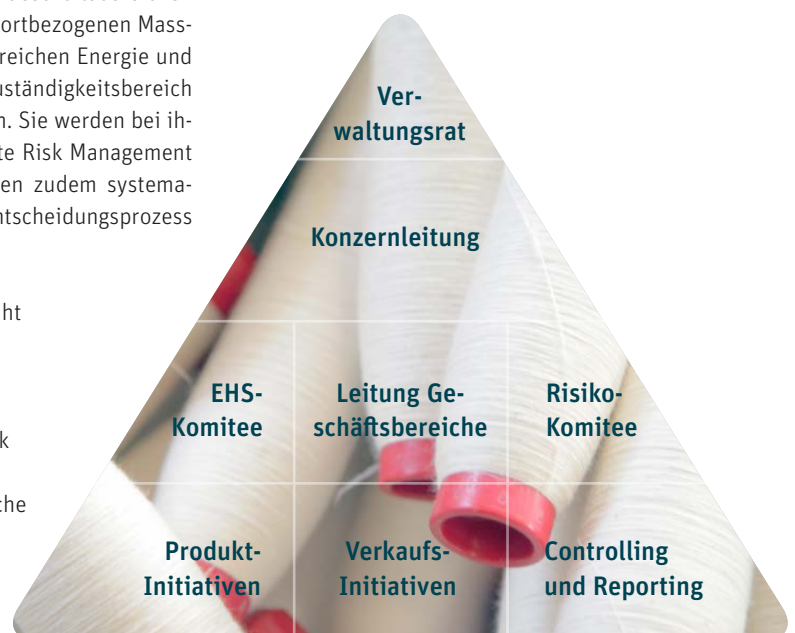 ortbezogenen Mass-
reichen Energie und
uständigkeitsbereich
n. Sie werden bei ih-
te Risk Management
en zudem systema-
ntscheidungsprozess
ht
k
che
Ver-
waltungsrat
Konzernleitung
EHS-
Komitee
Leitung Ge-
schäftsbereiche
Risiko-
Komitee
Produkt-
Initiativen
Verkaufs-
Initiativen
Controlling
und Reporting